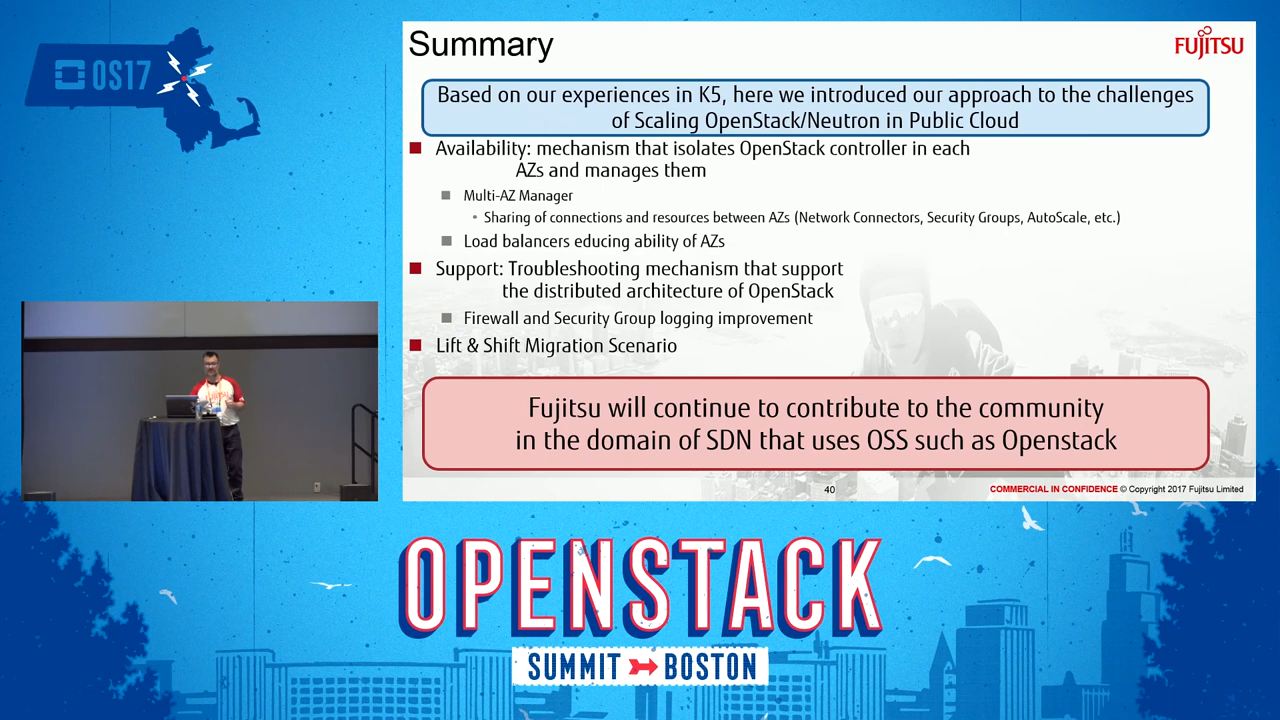 OS17
Summary
FUJITSU
Based on our experiences in K5, here we introduced our approach to the challenges
of Scaling OpenStack/Neutron in Public Cloud
Availability: mechanism that isolates OpenStack controller in each
AZs and manages them
Multi-AZ Manager
• Sharing of connections and resources between AZs (Network Connectors, Security Groups, AutoScale, etc.)
Load balancers educing ability of AZs
Support: Troubleshooting mechanism that support
the distributed architecture of OpenStack
Firewall and Security Group logging improvement
Lift & Shift Migration Scenario
Fujitsu will continue to contribute to the community
in the domain of SDN that uses OSS such as Openstack
40
COMMERCIAL IN CONFIDENCE © Copyright 2017 Fujitsu Limited
FUJITSU
OPENSTACK
SUMMIT BOSTON